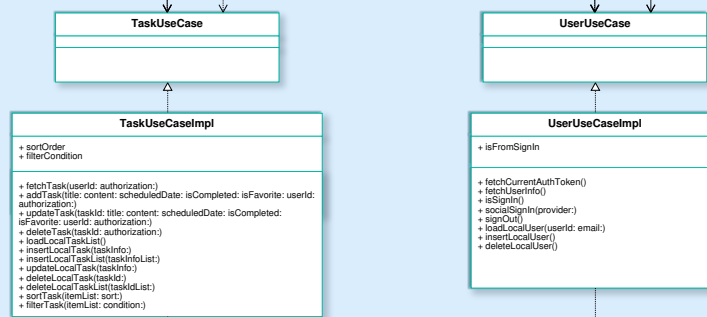 TaskUseCase
TaskUseCaseImpl
+ sortOrder
+ filterCondition
+ fetchTask(userId: authorization:)
+ addTask(title: content: scheduledDate: isCompleted: isFavorite: userId:
authorization:)
+ updateTask(taskId: title: content: scheduledDate: isCompleted:
isFavorite: userId: authorization:)
+ deleteTask(taskId: authorization:)
+ loadLocalTaskList()
+ insertLocalTask(taskInfo:)
+ insertLocalTaskList(taskInfoList:)
+ updateLocalTask(taskInfo:)
+ deleteLocalTask(taskId:)
+ deleteLocalTaskList(taskIdList:)
+ sortTask(itemList: sort:)
+ filterTask(itemList: condition:)
UserUseCase
UserUseCaseImpl
+ isFromSignIn
+ fetchCurrentAuthToken()
+ fetchUserInfo()
+ isSignIn()
+ socialSignIn(provider:)
+ signOut()
+ loadLocalUser(userId: email:)
+ insertLocalUser()
+ deleteLocalUser()